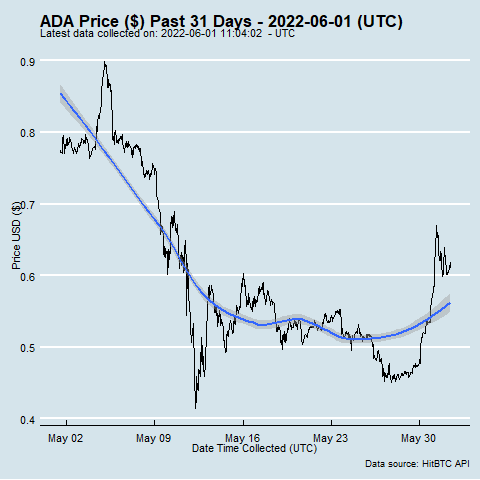 ADA Price ($) Past 31 Days - 2022-06-01 (UTC)
Latest data collected on: 2022-06-01 11:04:02 - UTC
0.9
0.8
0.7
0.6
0.5
0.4
Price USD ($)
May 02 May 09 May 16 May 23 May 30
Date Time Collected (UTC)
Data source: HitBTC API